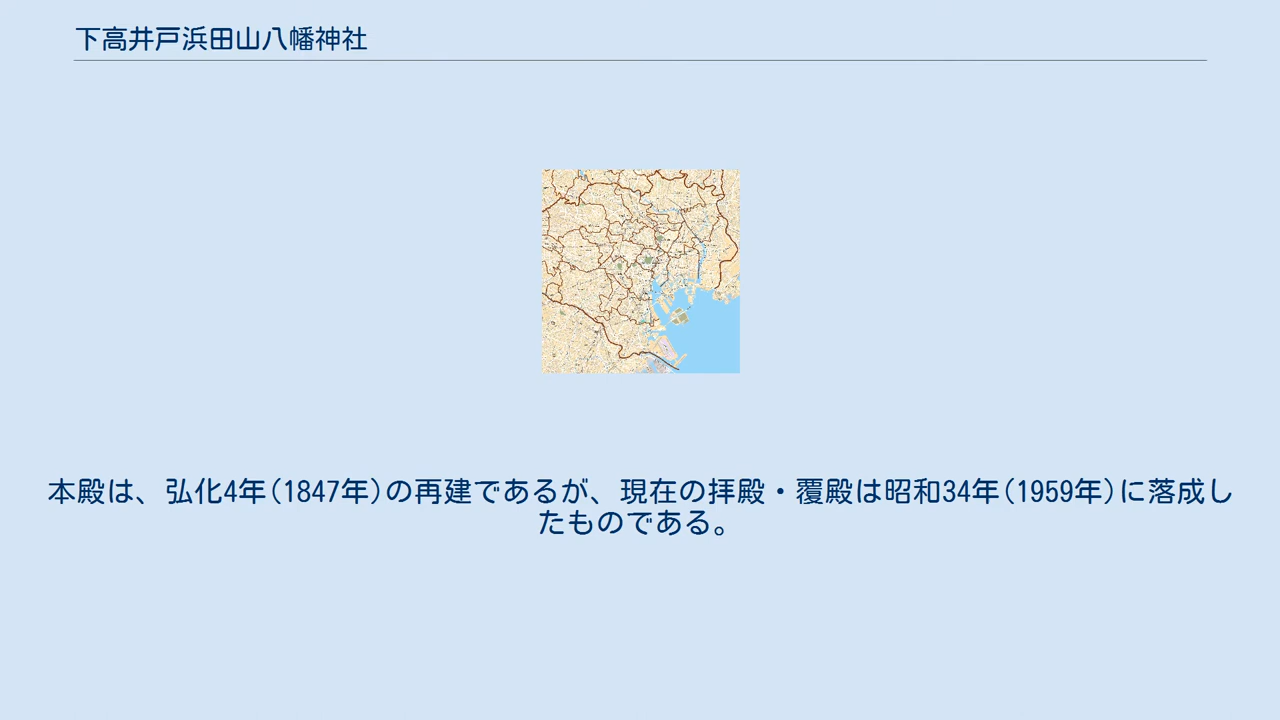 下高井戸浜田山八幡神社
本殿は、弘化4年(1847年)の再建であるが、現在の拝殿・覆殿は昭和34年(1959年)に落成し
たものである。